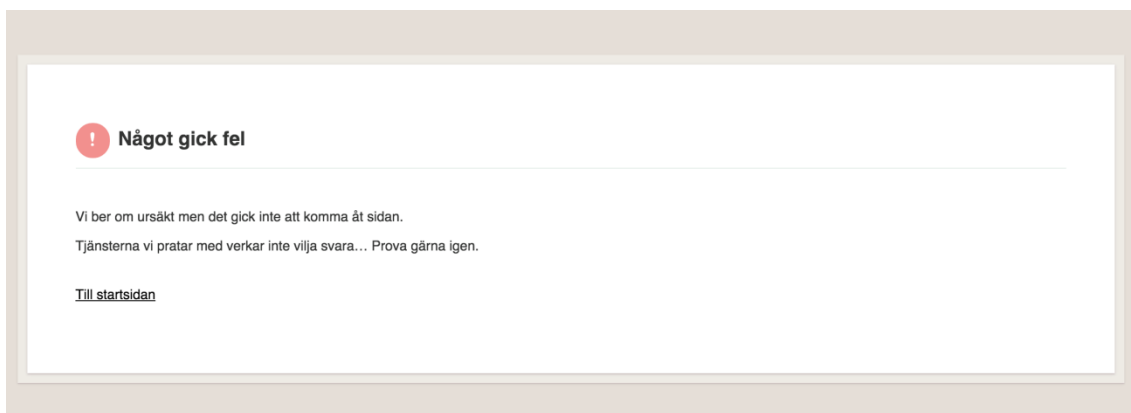 !
Något gick fel
Vi ber om ursäkt men det gick inte att komma åt sidan.
Tjänsterna vi pratar med verkar inte vilja svara… Prova gärna igen.
Till startsidan